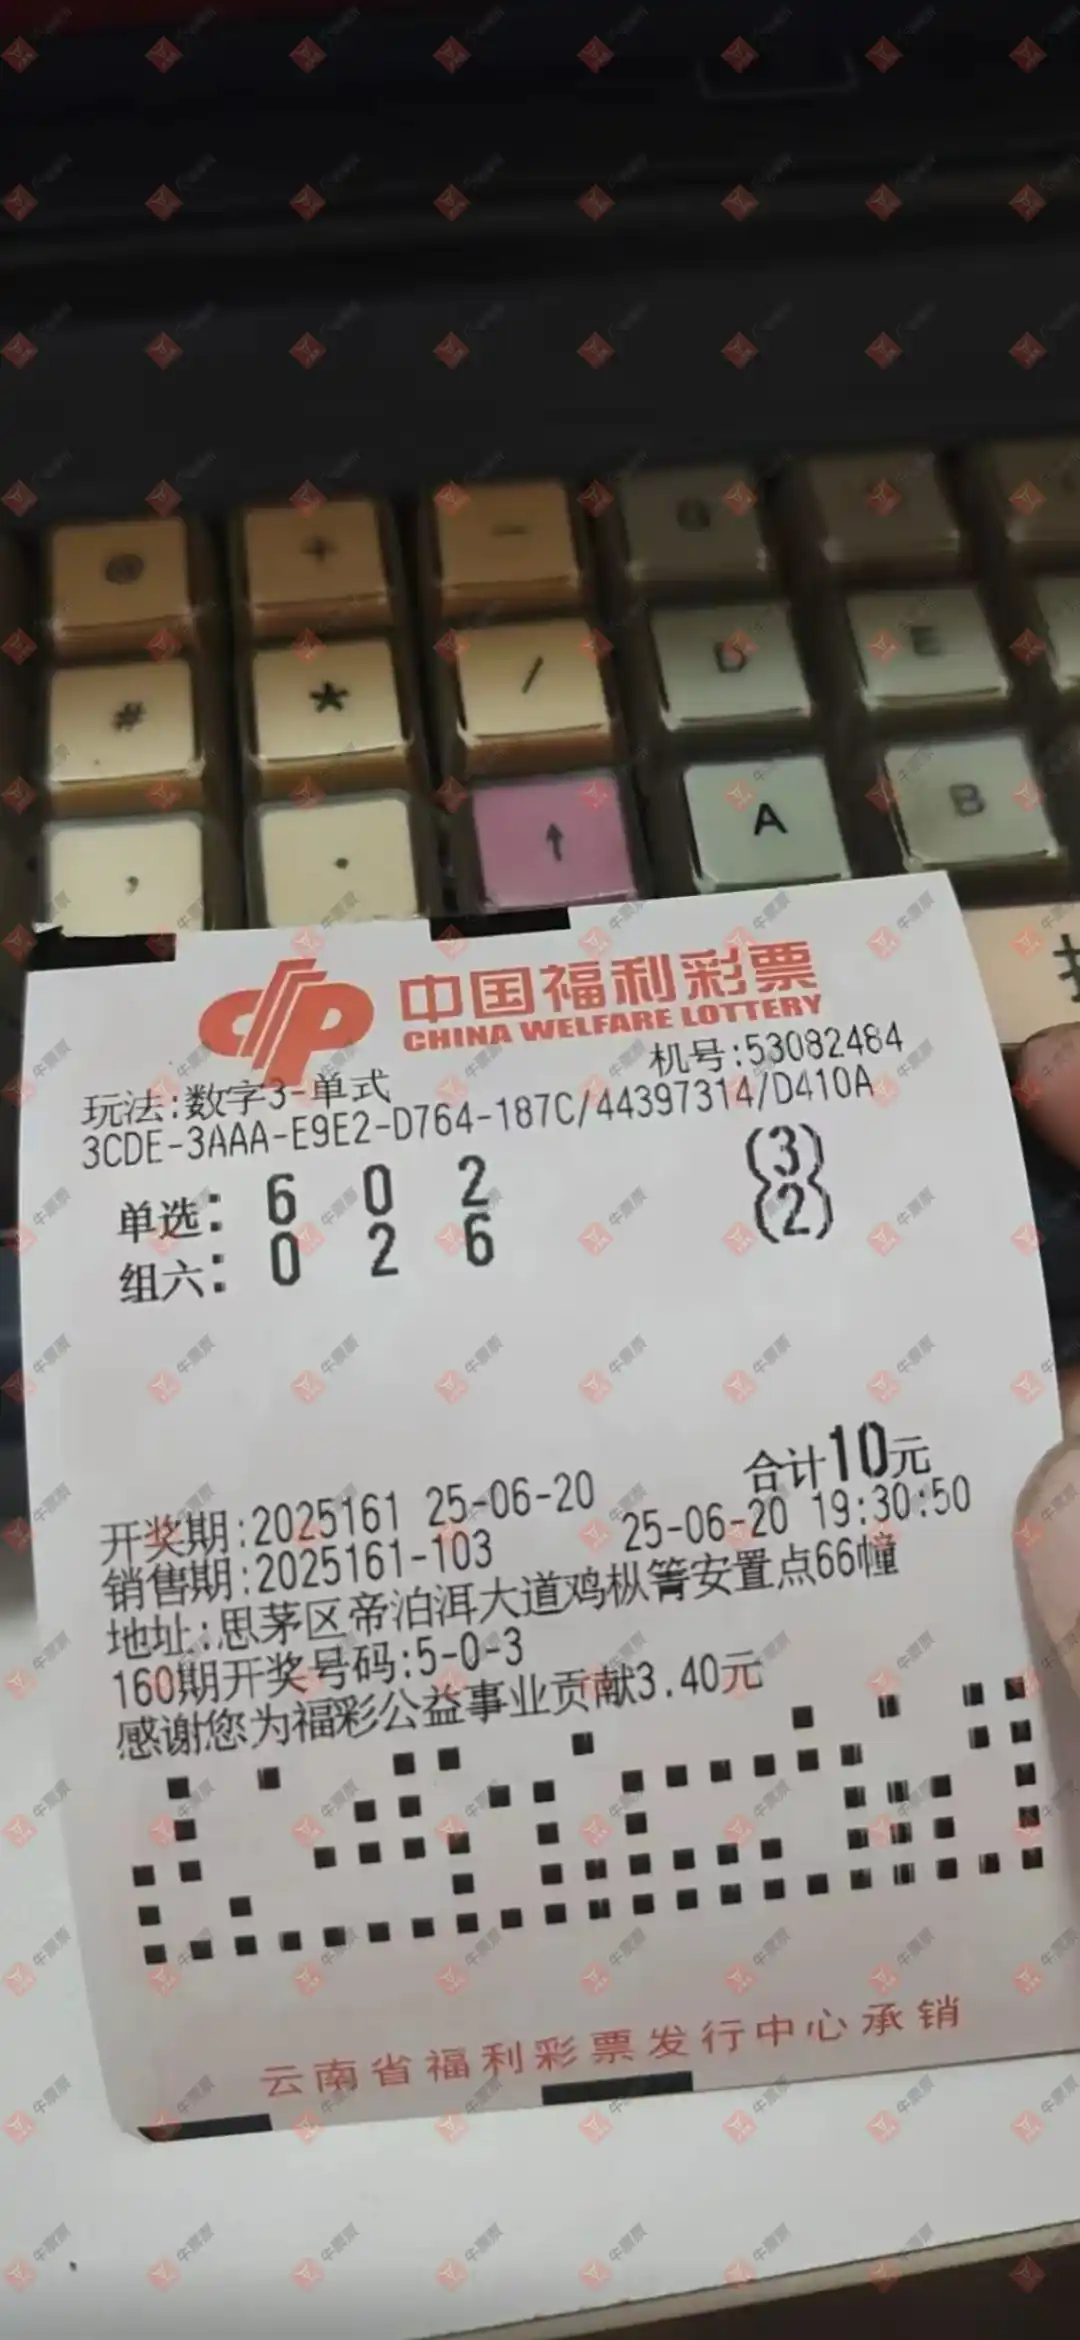 @ + -
# * / D E
, . ↑ A B
中国福利彩票
CHINA WELFARE LOTTERY
机号:53082484
玩法:数字3-单式
3CDE-3AAA-E9E2-D764-187C/44397314/D410A
单选: 6 0 2 (3)
组六: 0 2 6 (2)
合计10元
开奖期:2025161 25-06-20
销售期:2025161-103 25-06-20 19:30:50
地址:思茅区帝泊洱大道鸡枞箐安置点66幢
160期开奖号码:5-0-3
感谢您为福彩公益事业贡献3.40元
云南省福利彩票发行中心承销
牛票票